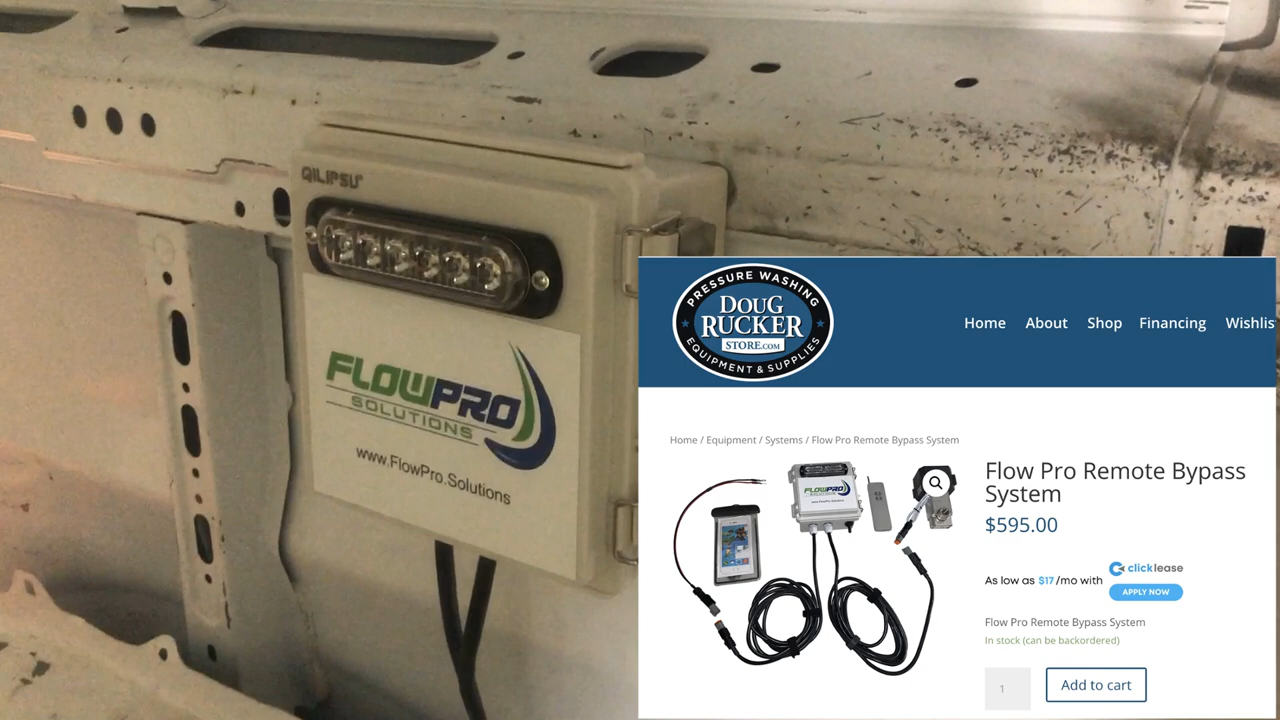 QILIPSU
FLOWPRO
SOLUTIONS
www.FlowPro.Solutions
PRESSURE WASHING
DOUG
RUCKER
STORE.COM
EQUIPMENT & SUPPLIES
Home About Shop Financing Wishlis
Home / Equipment / Systems / Flow Pro Remote Bypass System
FLOWPRO
Flow Pro Remote Bypass
System
$595.00
As low as $17/mo with clicklease
APPLY NOW
Flow Pro Remote Bypass System
In stock (can be backordered)
1
Add to cart